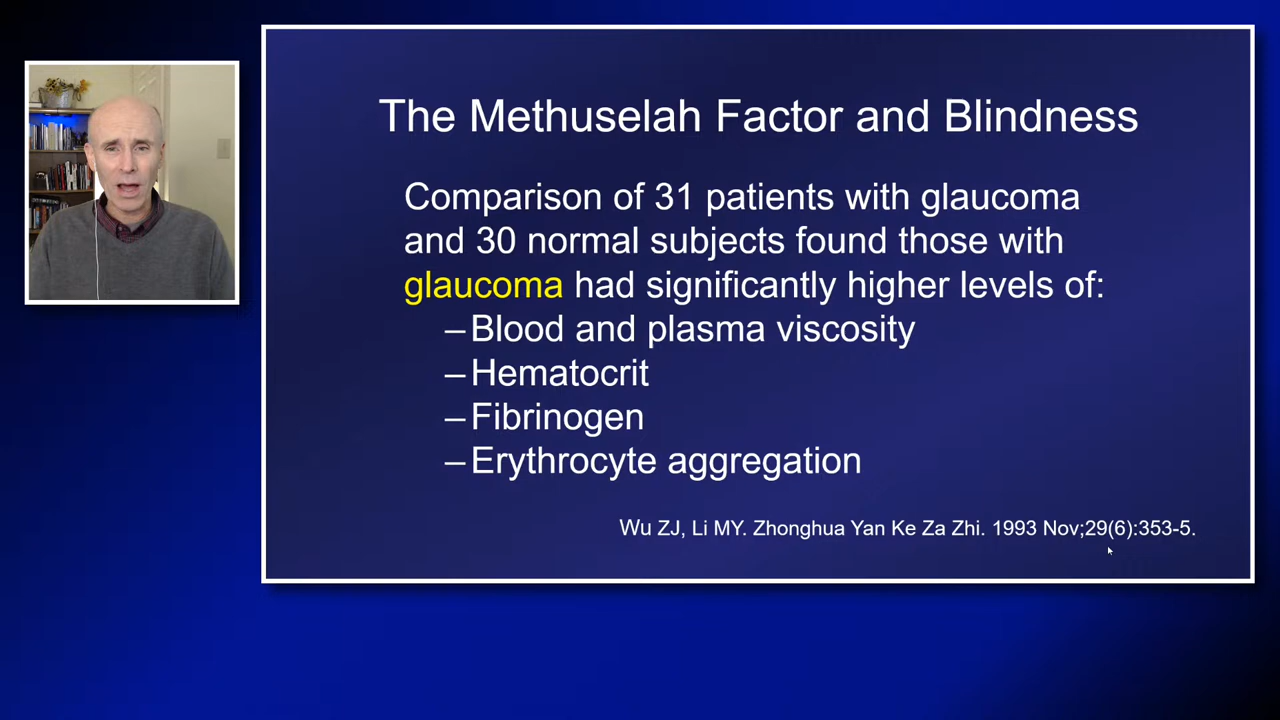 The Methuselah Factor and Blindness
Comparison of 31 patients with glaucoma
and 30 normal subjects found those with
glaucoma had significantly higher levels of:
–Blood and plasma viscosity
–Hematocrit
–Fibrinogen
–Erythrocyte aggregation
Wu ZJ, Li MY. Zhonghua Yan Ke Za Zhi. 1993 Nov;29(6):353-5.